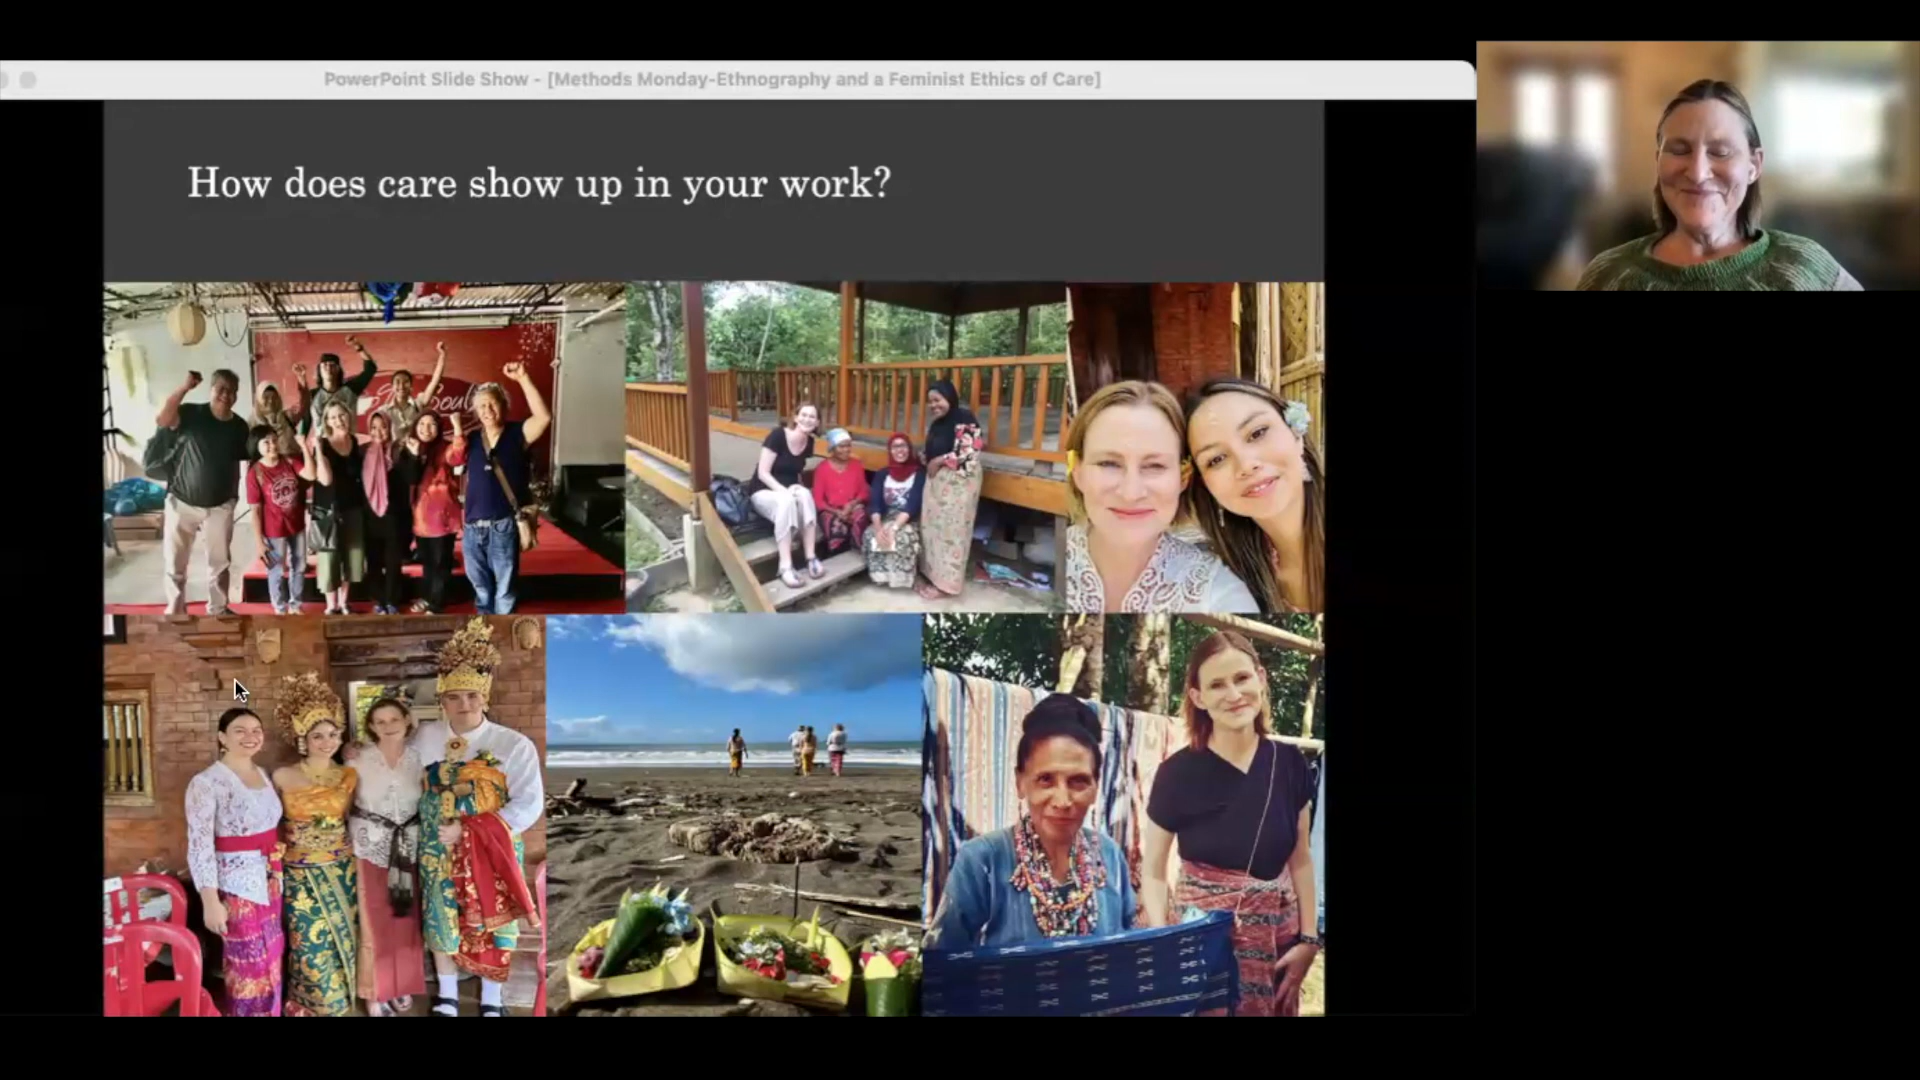 PowerPoint Slide Show - [Methods Monday-Ethnography and a Feminist Ethics of Care]
How does care show up in your work?